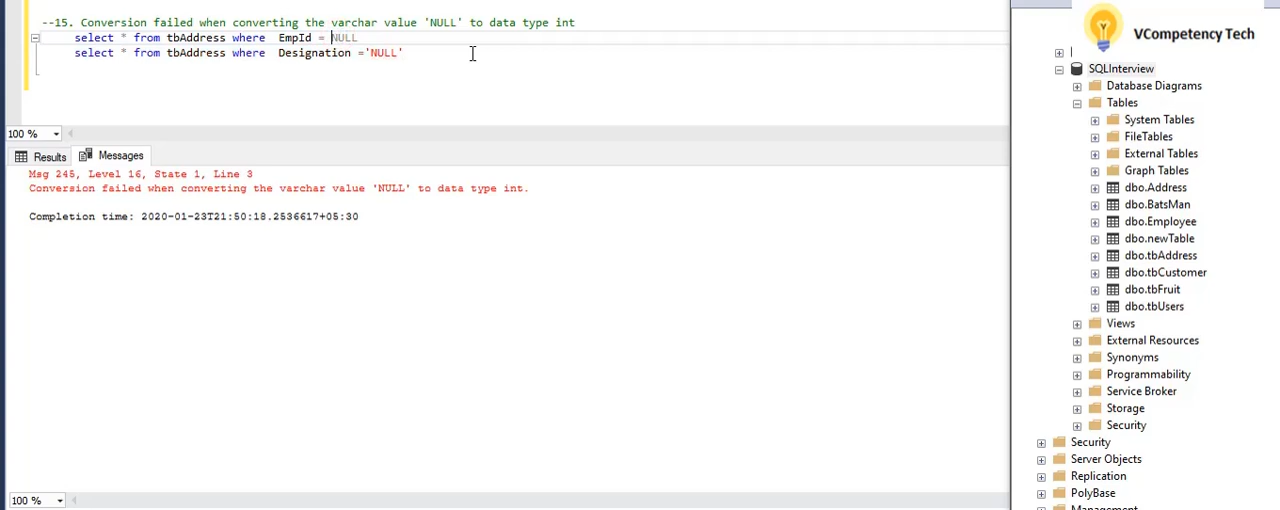 --15. Conversion failed when converting the varchar value 'NULL' to data type int
select * from tbAddress where  EmpId = NULL
select * from tbAddress where  Designation ='NULL'
100 %
Results
Messages
Msg 245, Level 16, State 1, Line 3
Conversion failed when converting the varchar value 'NULL' to data type int.
Completion time: 2020-01-23T21:50:18.2536617+05:30
100 %
VCompetency Tech
SQLInterview
Database Diagrams
Tables
System Tables
FileTables
External Tables
Graph Tables
dbo.Address
dbo.BatsMan
dbo.Employee
dbo.newTable
dbo.tbAddress
dbo.tbCustomer
dbo.tbFruit
dbo.tbUsers
Views
External Resources
Synonyms
Programmability
Service Broker
Storage
Security
Security
Server Objects
Replication
PolyBase
Management